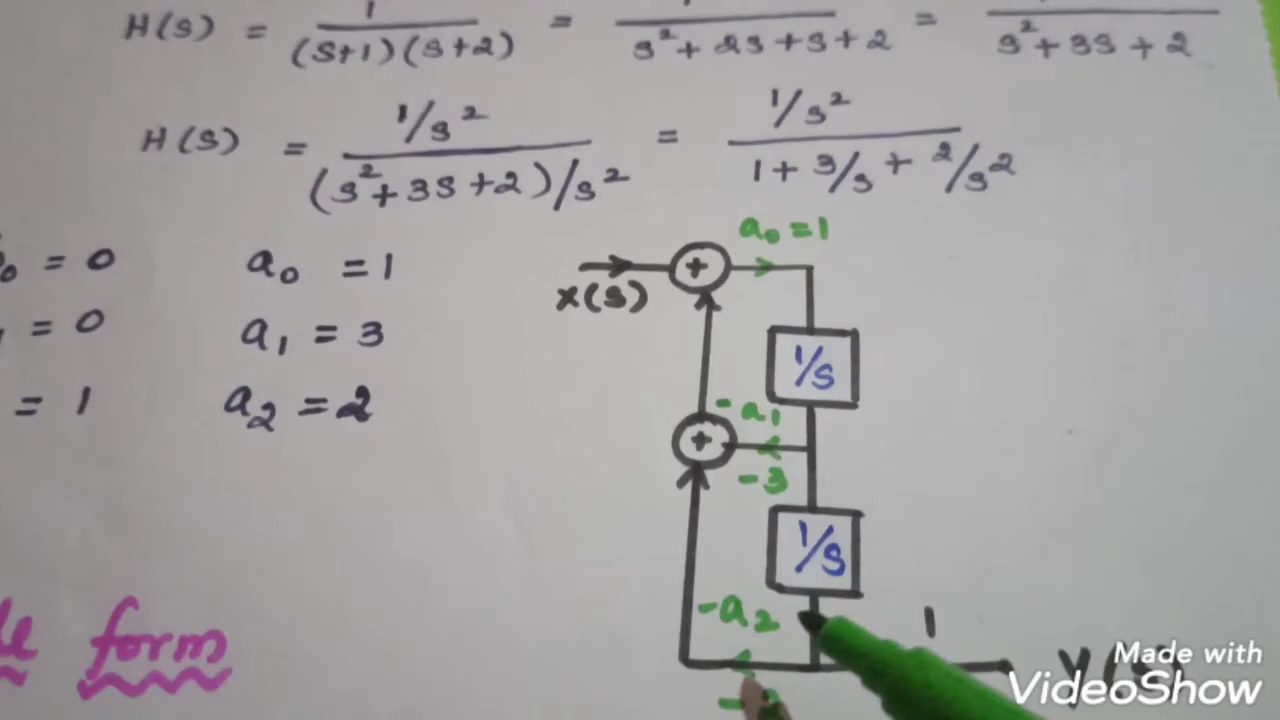 H(S) = 1/(S+1)(S+2) = 1/S²+2S+S+2 = 1/S²+3S+2
H(S) = 1/S²/(S²+3S+2)/S² = 1/S²/1+3/S+2/S²
a₀ = 1
= 0 a₀ = 1
X(S)
+
= 0 a₁ = 3
1/S
= 1 a₂ = 2
-a₁
+
-3
1/S
-a₂
1
form
Made with
VideoShow